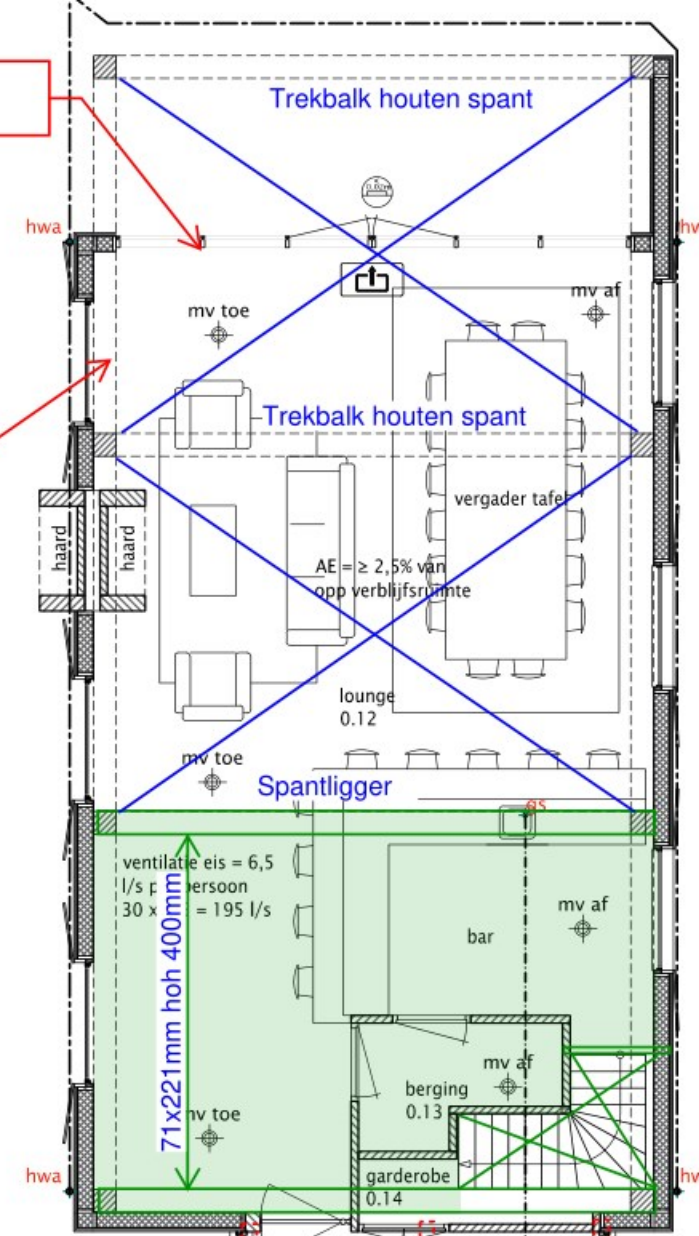 Trekbalk houten spant
hwa
hw
mv toe
mv af
Trekbalk houten spant
vergader tafel
haard
haard
AE = ≥ 2,5% van
opp verblijfsruimte
lounge
0.12
mv toe
Spantligger
gs
ventilatie eis = 6,5
l/s p persoon
30 x = 195 l/s
71x221mm hoh 400mm
mv af
bar
mv af
berging
0.13
mv toe
hwa
hw
garderobe
0.14